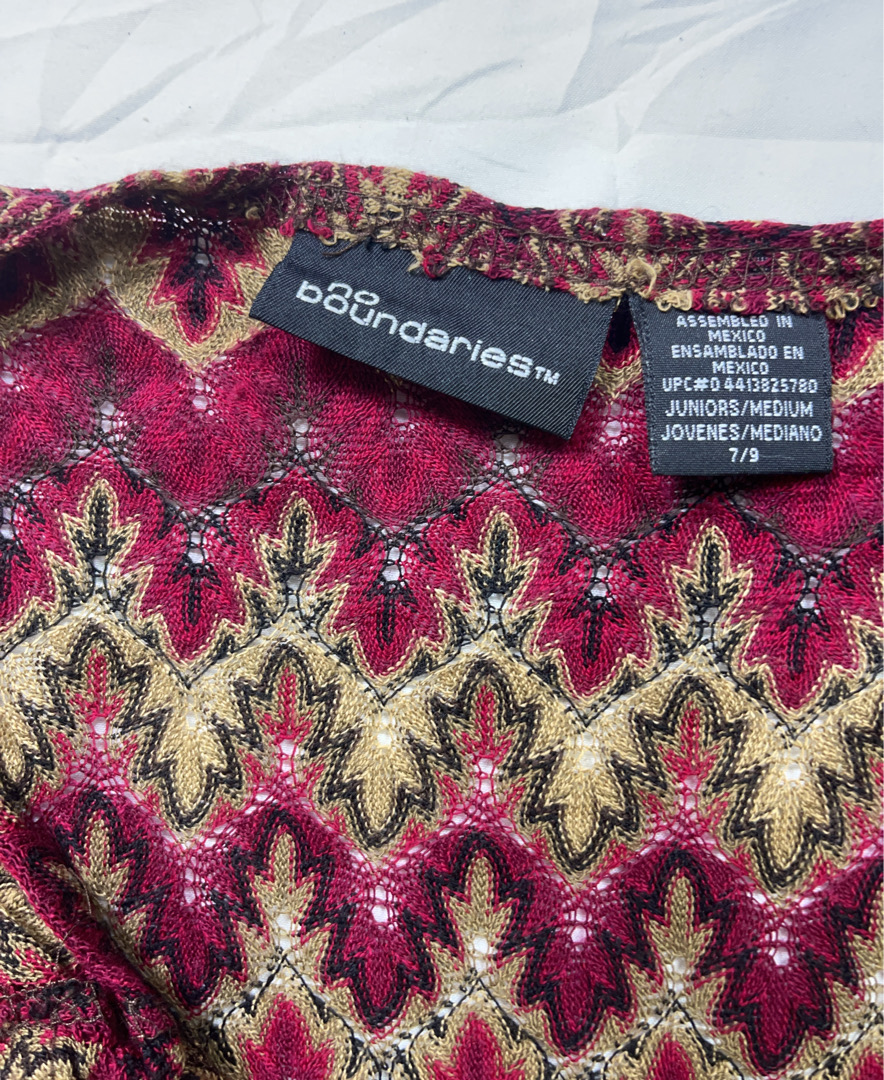 no
boundaries™
ASSEMBLED IN
MEXICO
ENSAMBLADO EN
MEXICO
UPC#0 4413825780
JUNIORS/MEDIUM
JOVENES/MEDIANO
7/9